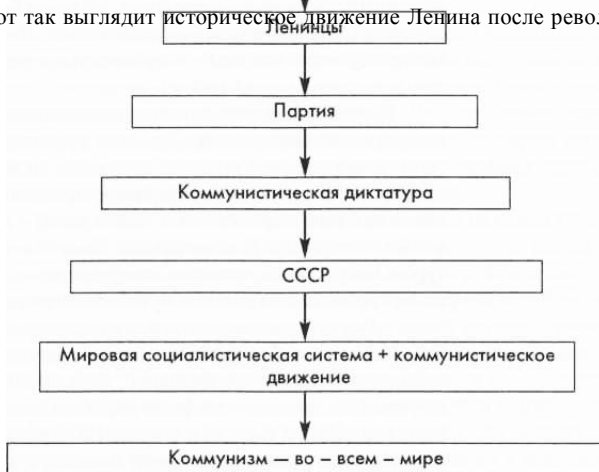 от так выглядит историческое движение Ленина после рево
Ленинцы
Партия
Коммунистическая диктатура
СССР
Мировая социалистическая система + коммунистическое
движение
Коммунизм — во – всем – мире